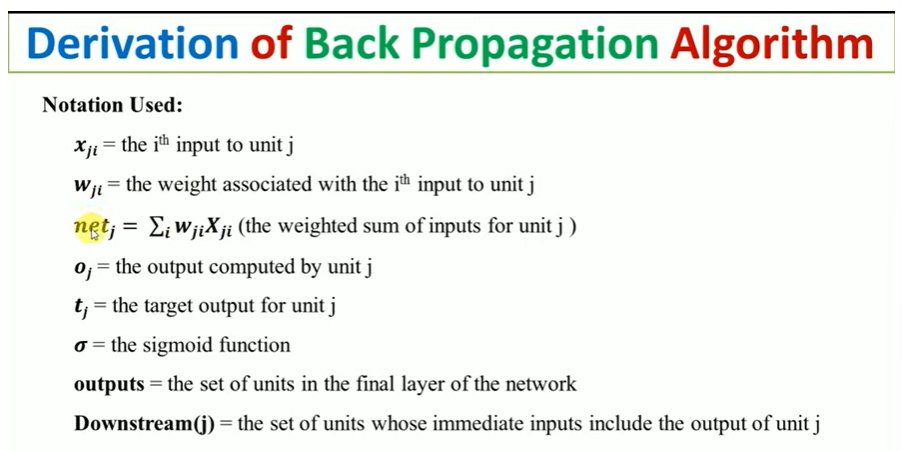 Derivation of Back Propagation Algorithm
Notation Used:
xⱼᵢ = the iᵗʰ input to unit j
wⱼᵢ = the weight associated with the iᵗʰ input to unit j
netⱼ = ∑ᵢ wⱼᵢXⱼᵢ (the weighted sum of inputs for unit j )
oⱼ = the output computed by unit j
tⱼ = the target output for unit j
σ = the sigmoid function
outputs = the set of units in the final layer of the network
Downstream(j) = the set of units whose immediate inputs include the output of unit j